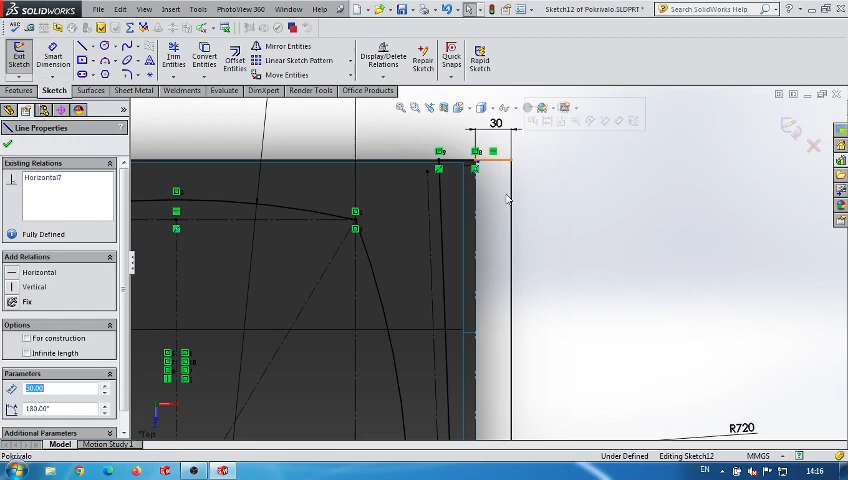 SOLIDWORKS File Edit View Insert Tools PhotoView 360 Window Help Sketch12 of Pokrivalo.SLDPRT * Search SOLIDWORKS Help
Exit Sketch
Smart Dimension
Trim Entities
Convert Entities
Offset Entities
Mirror Entities
Linear Sketch Pattern
Move Entities
Display/Delete Relations
Repair Sketch
Quick Snaps
Rapid Sketch
Features Sketch Surfaces Sheet Metal Weldments Evaluate DimXpert Render Tools Office Products
Line Properties ?
Existing Relations
Horizontal7
Fully Defined
Add Relations
Horizontal
Vertical
Fix
Options
For construction
Infinite length
Parameters
30.00
180.00°
Additional Parameters
30
R720
*Top
Model Motion Study 1
Pokrivalo Under Defined Editing Sketch12 MMGS
EN 14:16